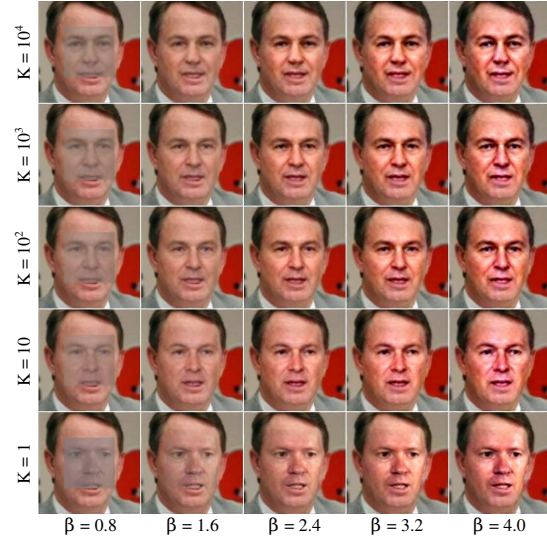 K = 10⁴
K = 10³
K = 10²
K = 10
K = 1
β = 0.8 β = 1.6 β = 2.4 β = 3.2 β = 4.0